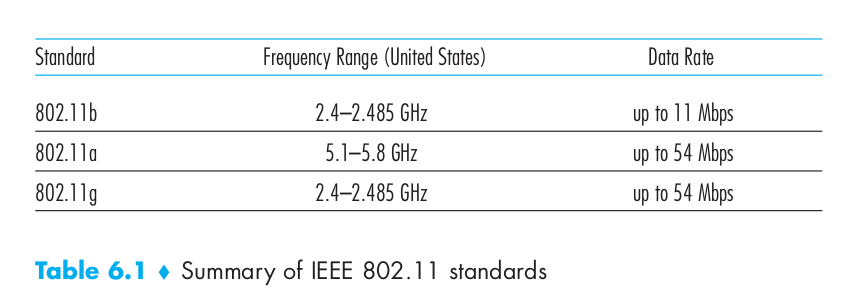 Standard Frequency Range (United States) Data Rate
802.11b 2.4–2.485 GHz up to 11 Mbps
802.11a 5.1–5.8 GHz up to 54 Mbps
802.11g 2.4–2.485 GHz up to 54 Mbps
Table 6.1 ♦ Summary of IEEE 802.11 standards